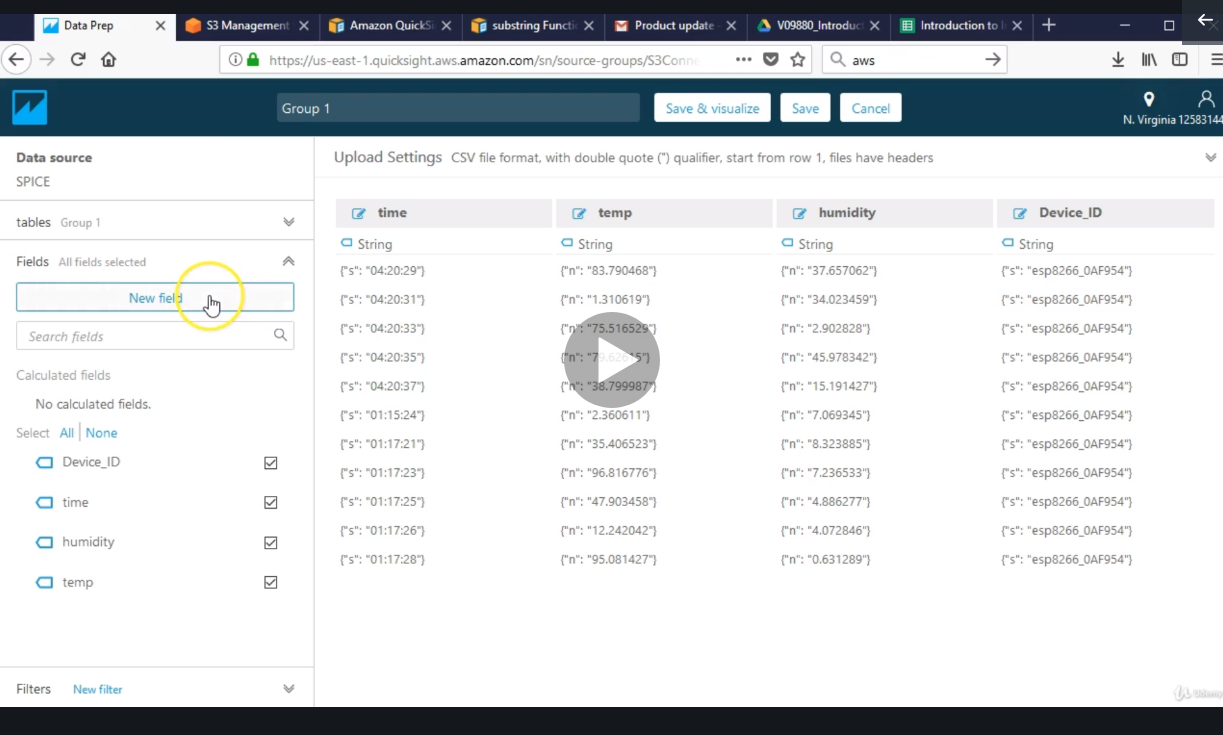 Data Prep
S3 Management
Amazon QuickSi
substring Functi
Product update -
V09880_Introduc
Introduction to I
https://us-east-1.quicksight.aws.amazon.com/sn/source-groups/S3Conne
aws
Group 1
Save & visualize
Save
Cancel
N. Virginia 12583144
Data source
SPICE
tables Group 1
Fields All fields selected
New field
Search fields
Calculated fields
No calculated fields.
Select All None
Device_ID
time
humidity
temp
Filters New filter
Upload Settings CSV file format, with double quote (") qualifier, start from row 1, files have headers
time temp humidity Device_ID
String String String String
{"s": "04:20:29"} {"n": "83.790468"} {"n": "37.657062"} {"s": "esp8266_0AF954"}
{"s": "04:20:31"} {"n": "1.310619"} {"n": "34.023459"} {"s": "esp8266_0AF954"}
{"s": "04:20:33"} {"n": "75.516529"} {"n": "2.902828"} {"s": "esp8266_0AF954"}
{"s": "04:20:35"} {"n": "79.62615"} {"n": "45.978342"} {"s": "esp8266_0AF954"}
{"s": "04:20:37"} {"n": "38.799987"} {"n": "15.191427"} {"s": "esp8266_0AF954"}
{"s": "01:15:24"} {"n": "2.360611"} {"n": "7.069345"} {"s": "esp8266_0AF954"}
{"s": "01:17:21"} {"n": "35.406523"} {"n": "8.323885"} {"s": "esp8266_0AF954"}
{"s": "01:17:23"} {"n": "96.816776"} {"n": "7.236533"} {"s": "esp8266_0AF954"}
{"s": "01:17:25"} {"n": "47.903458"} {"n": "4.886277"} {"s": "esp8266_0AF954"}
{"s": "01:17:26"} {"n": "12.242042"} {"n": "4.072846"} {"s": "esp8266_0AF954"}
{"s": "01:17:28"} {"n": "95.081427"} {"n": "0.631289"} {"s": "esp8266_0AF954"}
Udemy